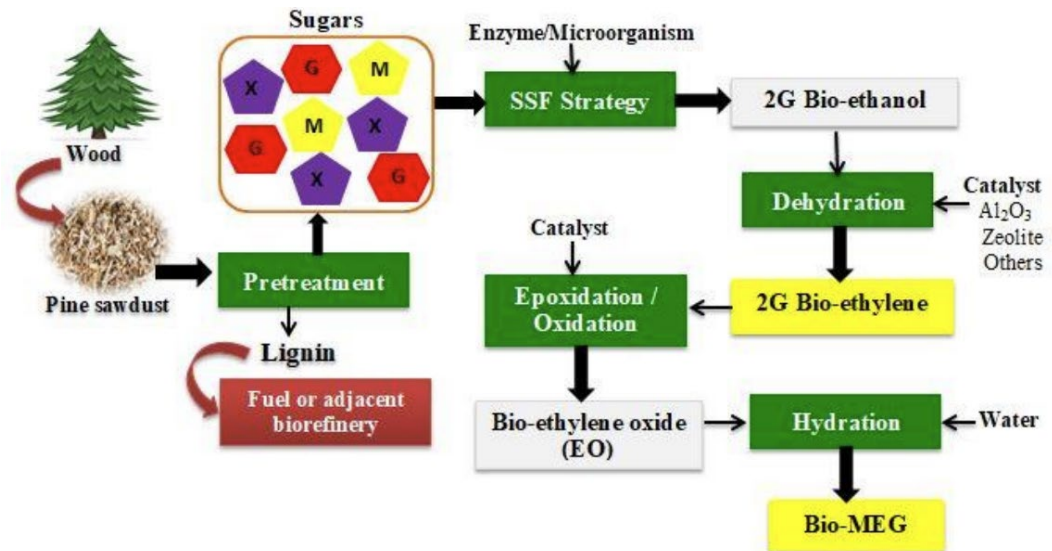 Sugars
X
G
M
M
X
G
X
G
Wood
Pine sawdust
Pretreatment
Lignin
Fuel or adjacent
biorefinery
Enzyme/Microorganism
SSF Strategy
2G Bio-ethanol
Dehydration
Catalyst
Al₂O₃
Zeolite
Others
2G Bio-ethylene
Catalyst
Epoxidation /
Oxidation
Bio-ethylene oxide
(EO)
Hydration
Water
Bio-MEG